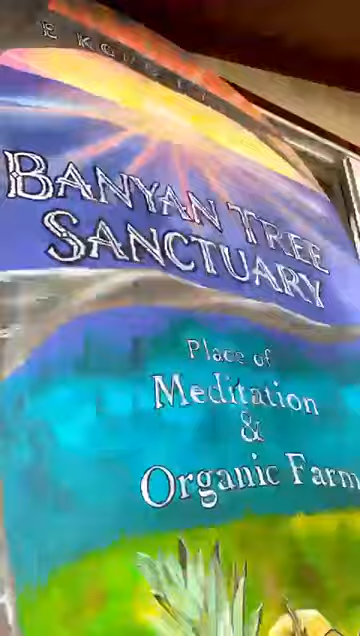 BANYAN TREE
SANCTUARY
Place of
Meditation
&
Organic Farm